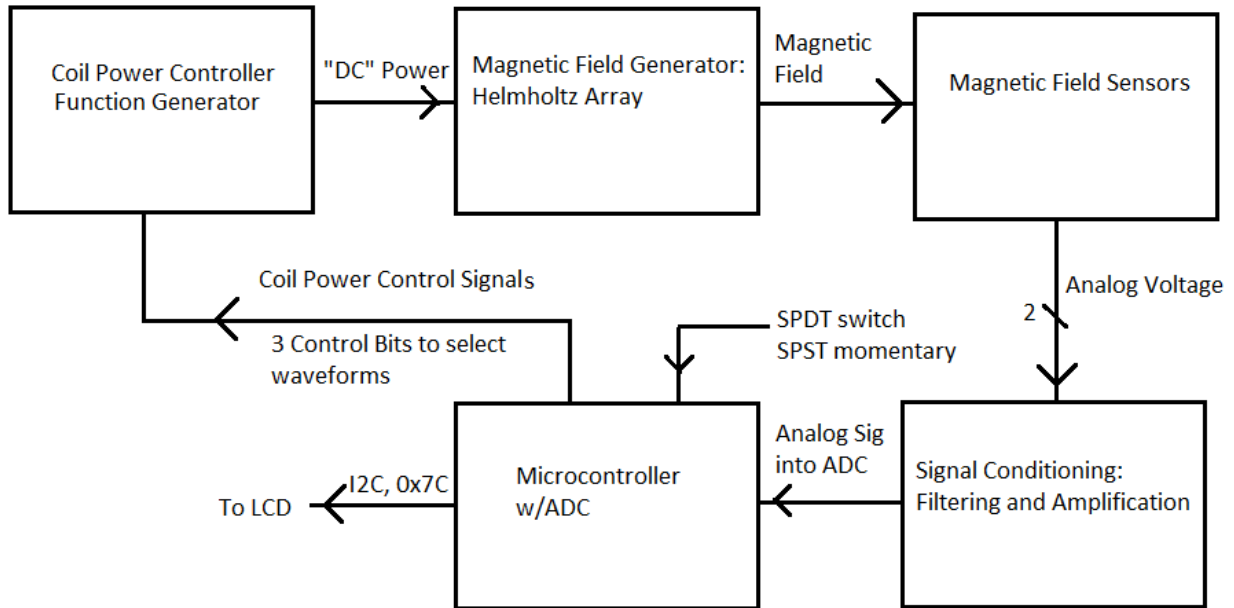 Coil Power Controller
Function Generator
"DC" Power
Magnetic Field Generator:
Helmholtz Array
Magnetic
Field
Magnetic Field Sensors
Analog Voltage
2
Coil Power Control Signals
3 Control Bits to select
waveforms
SPDT switch
SPST momentary
Analog Sig
into ADC
Signal Conditioning:
Filtering and Amplification
Microcontroller
w/ADC
I2C, 0x7C
To LCD